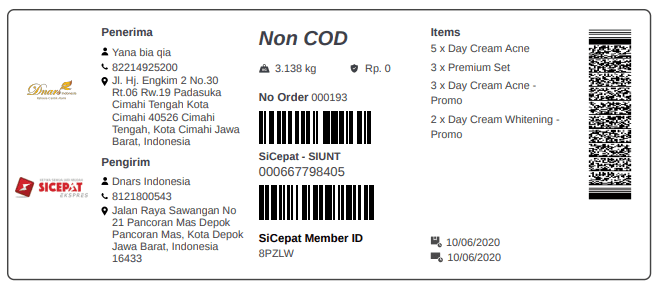 Penerima
Yana bia qia
82214925200
Jl. Hj. Engkim 2 No.30
Rt.06 Rw.19 Padasuka
Cimahi Tengah Kota
Cimahi 40526 Cimahi
Tengah, Kota Cimahi Jawa
Barat, Indonesia
Dnars Indonesia
Pengirim
Dnars Indonesia
8121800543
Jalan Raya Sawangan No
21 Pancoran Mas Depok
Pancoran Mas, Kota Depok
Jawa Barat, Indonesia
16433
SICEPAT
EKSPRES
Non COD
3.138 kg
Rp. 0
No Order 000193
SiCepat - SIUNT
000667798405
SiCepat Member ID
8PZLW
Items
5 x Day Cream Acne
3 x Premium Set
3 x Day Cream Acne -
Promo
2 x Day Cream Whitening -
Promo
10/06/2020
10/06/2020